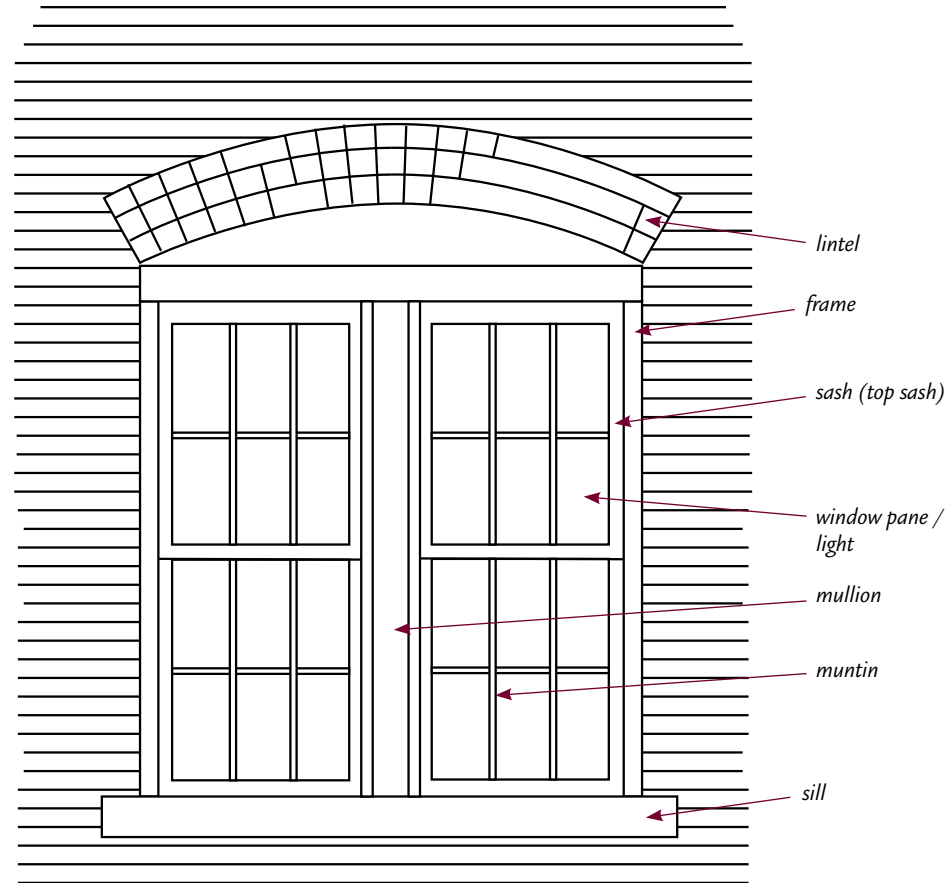 lintel
frame
sash (top sash)
window pane /
light
mullion
muntin
sill